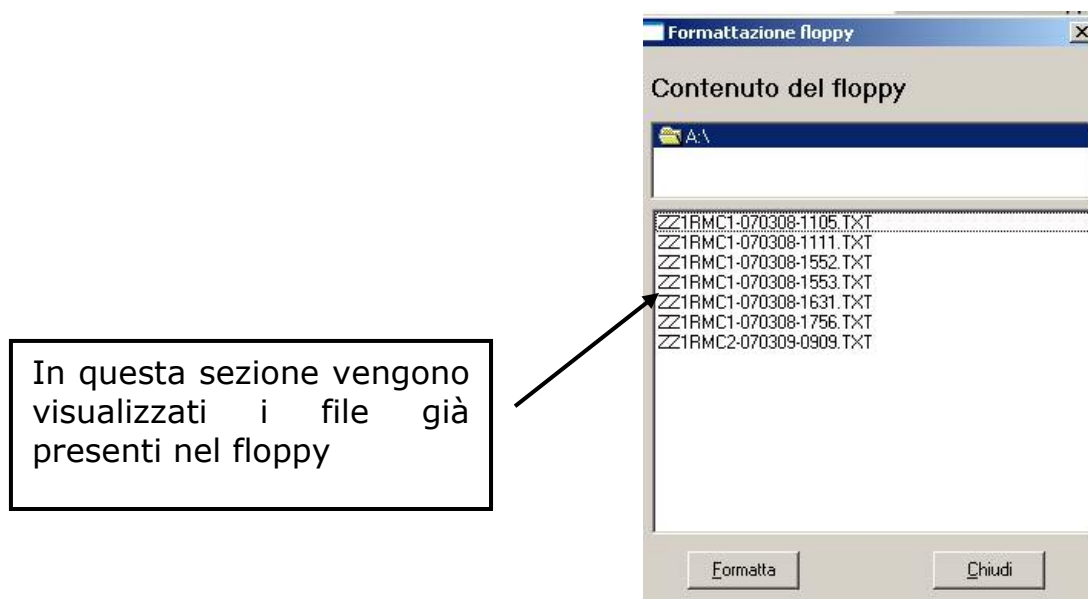 Formattazione floppy
Contenuto del floppy
A:\
ZZ1RMC1-070308-1105.TXT
ZZ1RMC1-070308-1111.TXT
ZZ1RMC1-070308-1552.TXT
ZZ1RMC1-070308-1553.TXT
ZZ1RMC1-070308-1631.TXT
ZZ1RMC1-070308-1756.TXT
ZZ1RMC2-070309-0909.TXT
In questa sezione vengono
visualizzati i file già
presenti nel floppy
Formatta
Chiudi